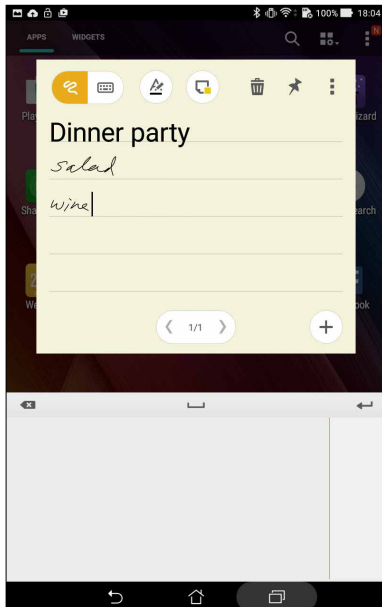 100% 18:04
APPS WIDGETS
N
Dinner party
salad
wine
1/1